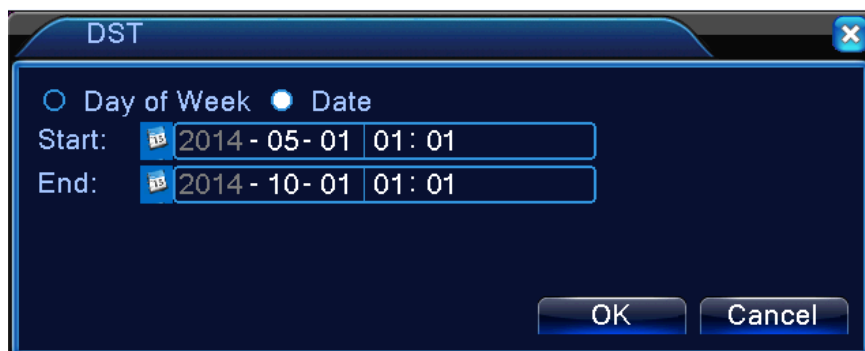 DST
Day of Week Date
Start: 2014 - 05 - 01 01: 01
End: 2014 - 10 - 01 01: 01
OK Cancel